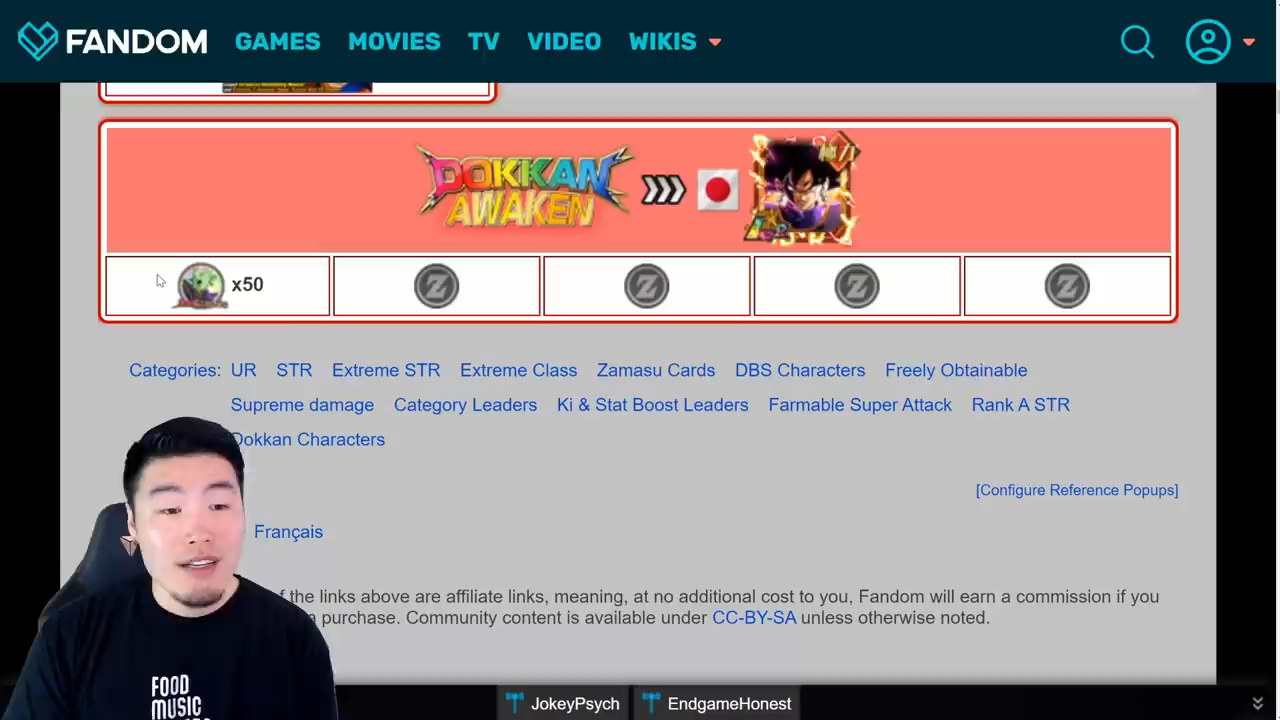 FANDOM GAMES MOVIES TV VIDEO WIKIS
DOKKAN
AWAKEN
x50
Z Z Z Z
Categories: UR STR Extreme STR Extreme Class Zamasu Cards DBS Characters Freely Obtainable
Supreme damage Category Leaders Ki & Stat Boost Leaders Farmable Super Attack Rank A STR
Dokkan Characters
[Configure Reference Popups]
Français
f the links above are affiliate links, meaning, at no additional cost to you, Fandom will earn a commission if you
a purchase. Community content is available under CC-BY-SA unless otherwise noted.
FOOD
MUSIC
JokeyPsych EndgameHonest